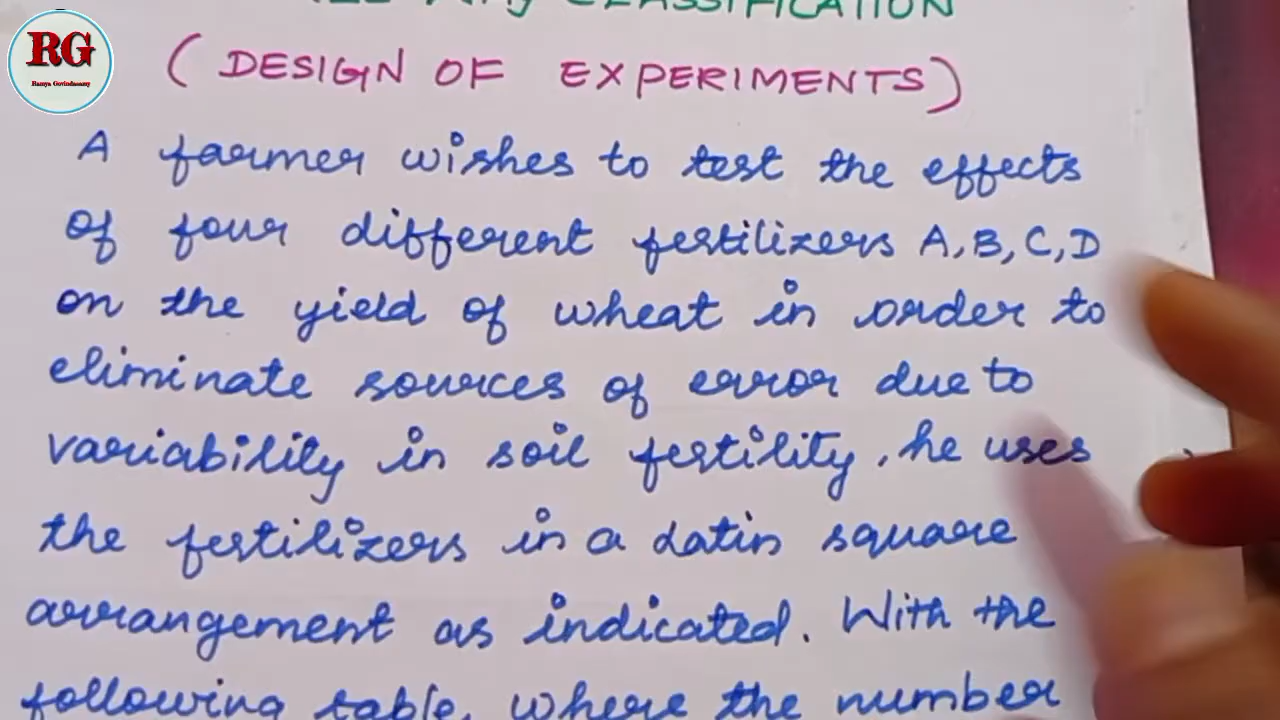 RG
Ramya Govindasamy
CLASSIFICATION
(DESIGN OF EXPERIMENTS)
A farmer wishes to test the effects
of four different fertilizers A, B, C, D
on the yield of wheat in order to
eliminate sources of error due to
variability in soil fertility, he uses
the fertilizers in a Latin square
arrangement as indicated. With the
following table, where the number